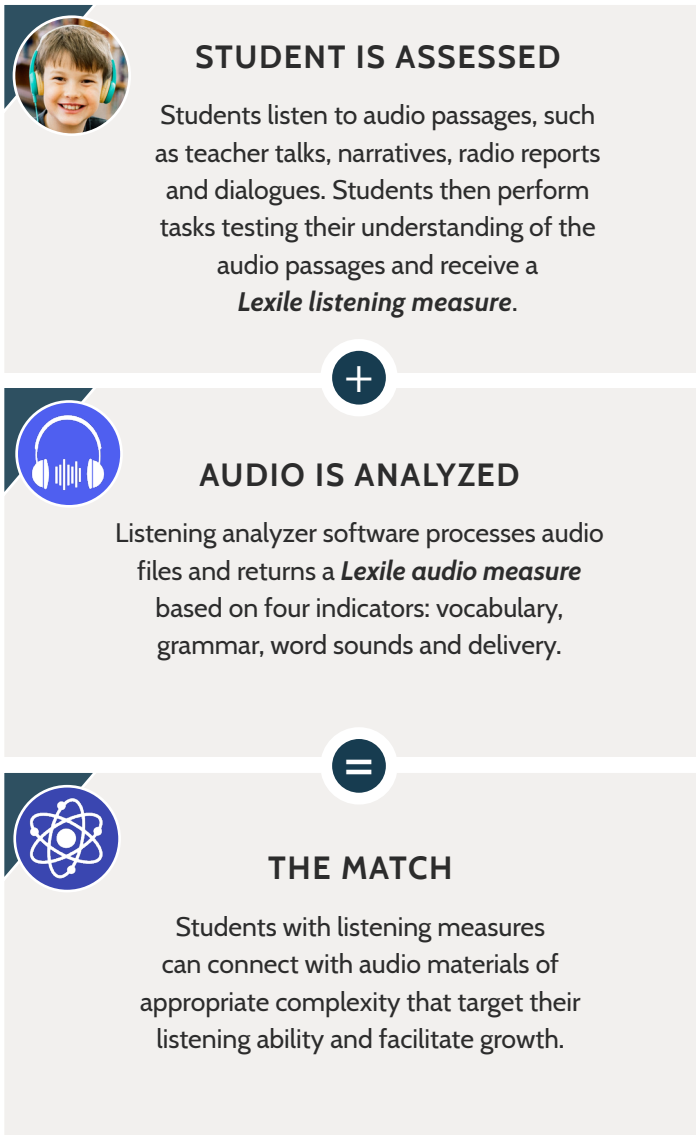 STUDENT IS ASSESSED
Students listen to audio passages, such
as teacher talks, narratives, radio reports
and dialogues. Students then perform
tasks testing their understanding of the
audio passages and receive a
Lexile listening measure.
+
AUDIO IS ANALYZED
Listening analyzer software processes audio
files and returns a Lexile audio measure
based on four indicators: vocabulary,
grammar, word sounds and delivery.
=
THE MATCH
Students with listening measures
can connect with audio materials of
appropriate complexity that target their
listening ability and facilitate growth.